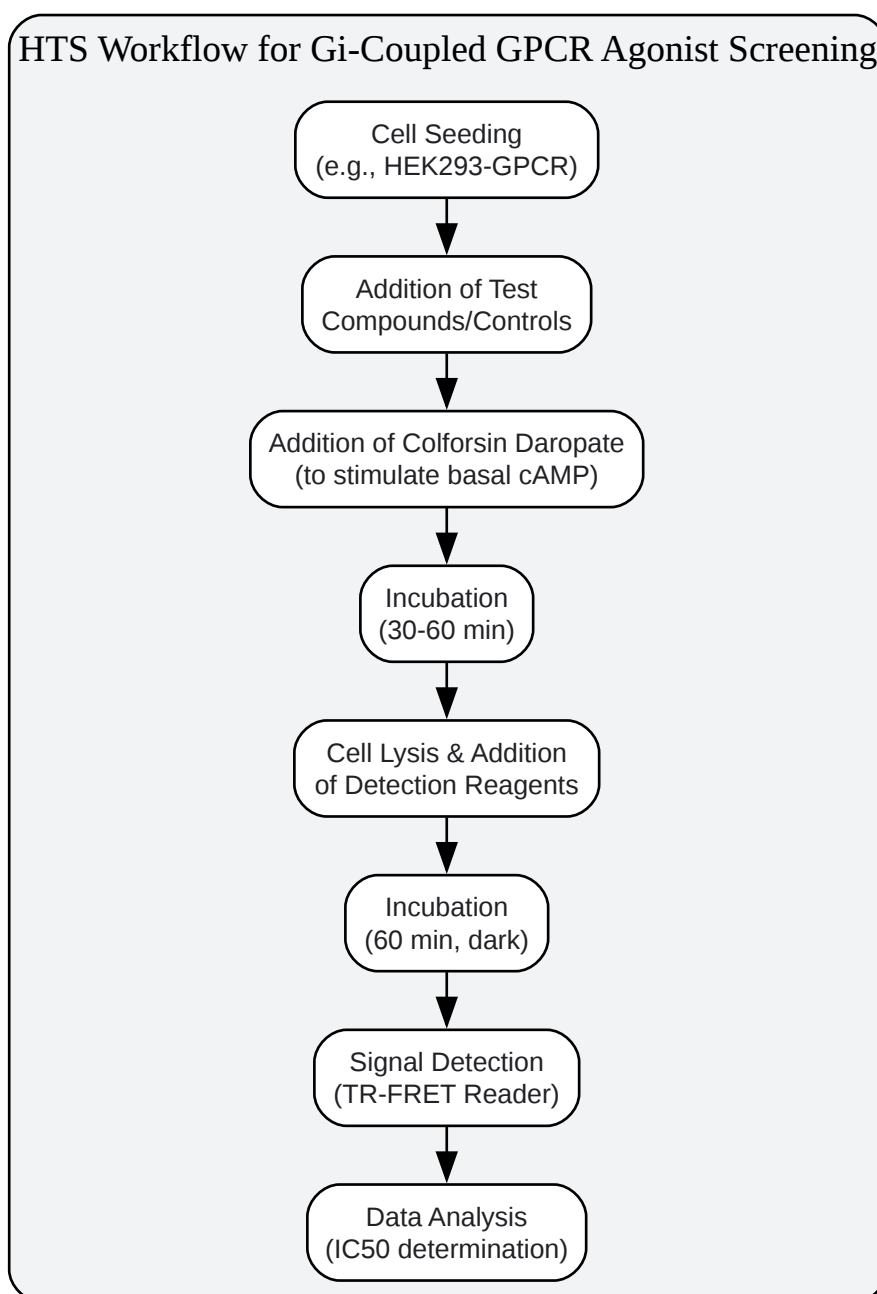 HTS Workflow for Gi-Coupled GPCR Agonist Screening
Cell Seeding
(e.g., HEK293-GPCR)
Addition of Test
Compounds/Controls
Addition of Colforsin Daropate
(to stimulate basal cAMP)
Incubation
(30-60 min)
Cell Lysis & Addition
of Detection Reagents
Incubation
(60 min, dark)
Signal Detection
(TR-FRET Reader)
Data Analysis
(IC50 determination)